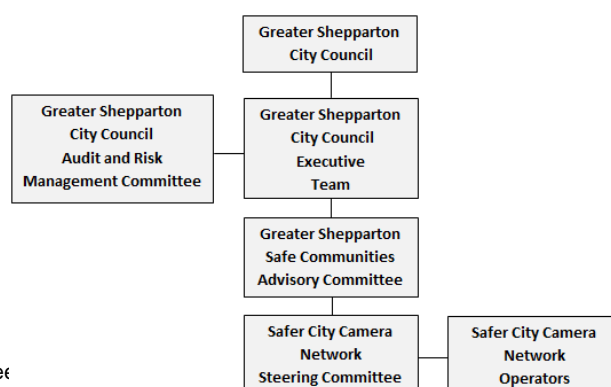 Greater Shepparton
City Council
Greater Shepparton
City Council
Audit and Risk
Management Committee
Greater Shepparton
City Council
Executive
Team
Greater Shepparton
Safe Communities
Advisory Committee
Safer City Camera
Network
Steering Committee
Safer City Camera
Network
Operators